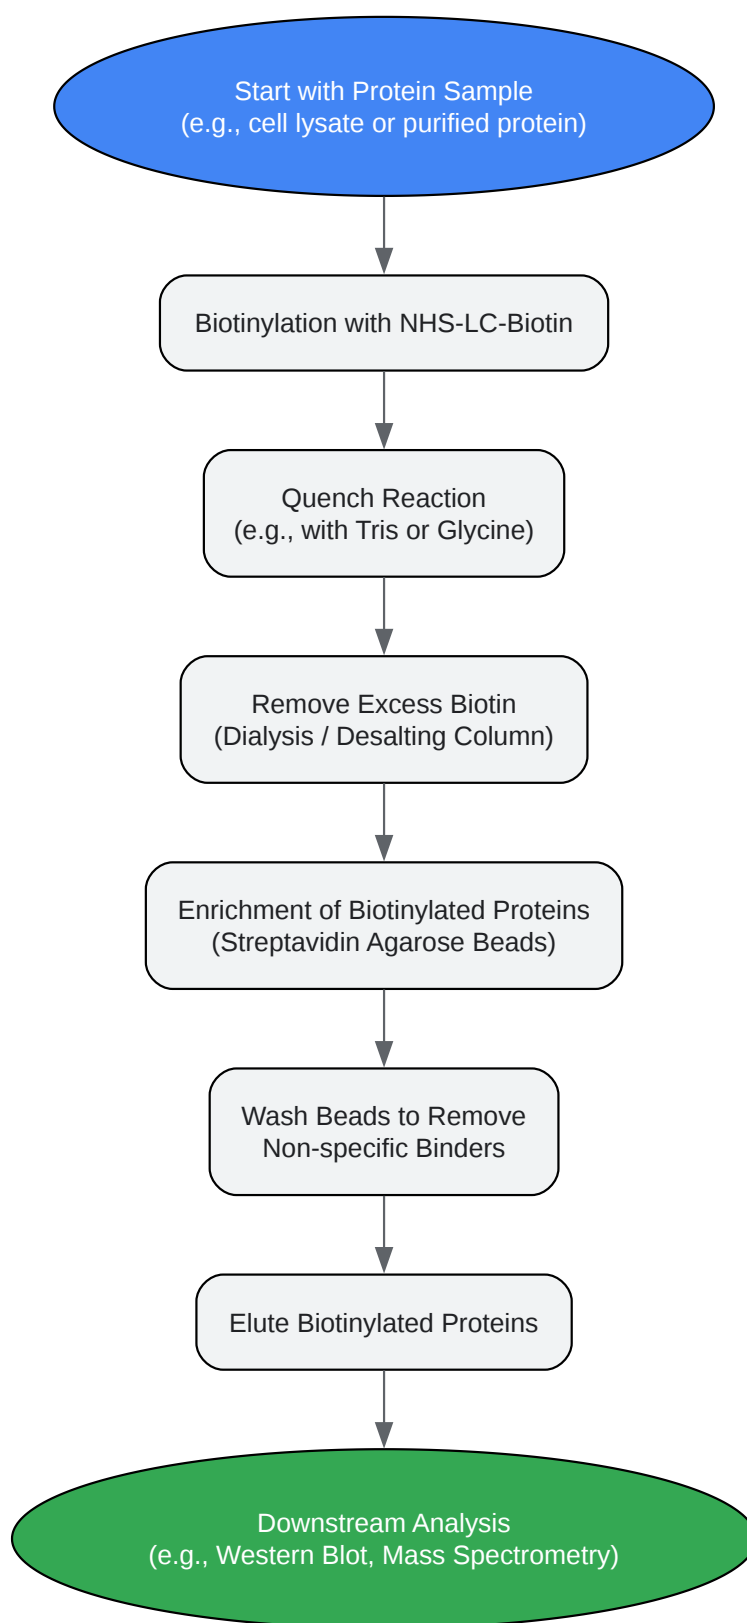 Start with Protein Sample
(e.g., cell lysate or purified protein)
Biotinylation with NHS-LC-Biotin
Quench Reaction
(e.g., with Tris or Glycine)
Remove Excess Biotin
(Dialysis / Desalting Column)
Enrichment of Biotinylated Proteins
(Streptavidin Agarose Beads)
Wash Beads to Remove
Non-specific Binders
Elute Biotinylated Proteins
Downstream Analysis
(e.g., Western Blot, Mass Spectrometry)